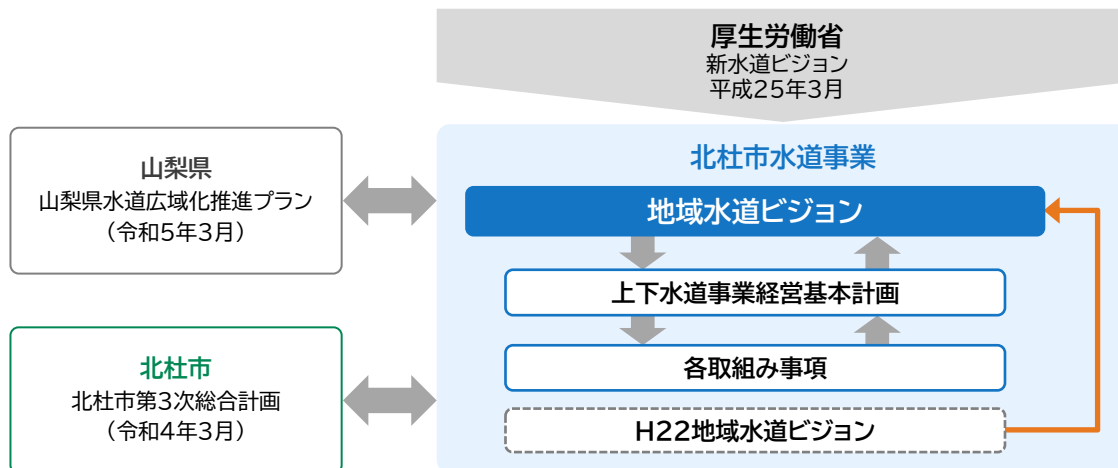 厚生労働省
新水道ビジョン
平成25年3月
山梨県
山梨県水道広域化推進プラン
（令和5年3月）
北杜市
北杜市第3次総合計画
（令和4年3月）
北杜市水道事業
地域水道ビジョン
上下水道事業経営基本計画
各取組み事項
H22地域水道ビジョン